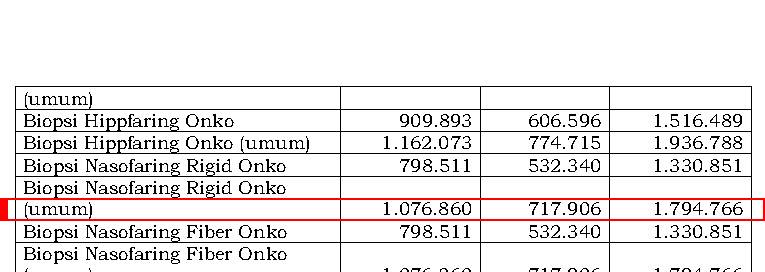 (umum)
Biopsi Hippfaring Onko 909.893 606.596 1.516.489
Biopsi Hippfaring Onko (umum) 1.162.073 774.715 1.936.788
Biopsi Nasofaring Rigid Onko 798.511 532.340 1.330.851
Biopsi Nasofaring Rigid Onko
(umum) 1.076.860 717.906 1.794.766
Biopsi Nasofaring Fiber Onko 798.511 532.340 1.330.851
Biopsi Nasofaring Fiber Onko